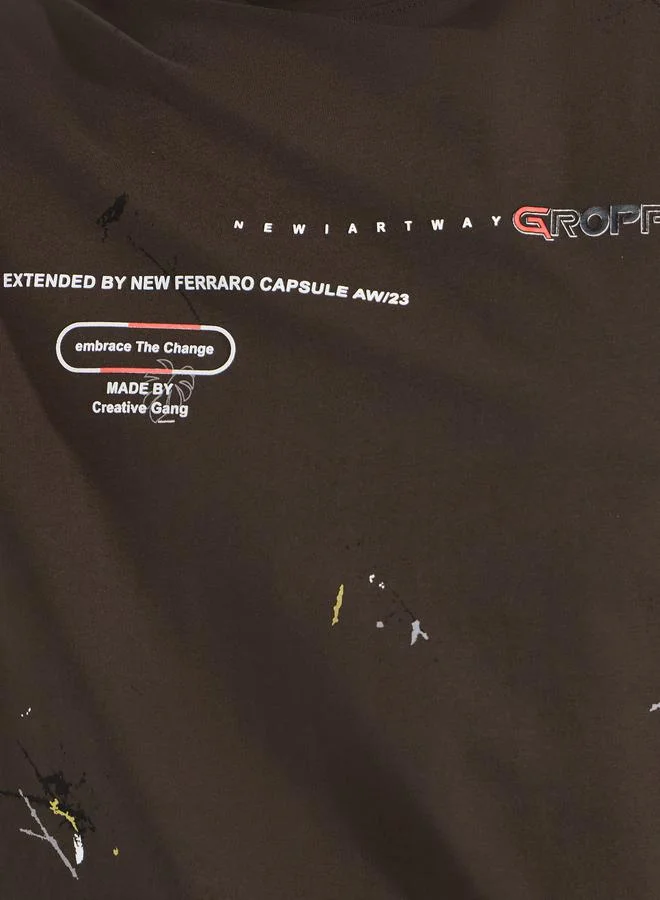 NEWIARTWAY
EXTENDED BY NEW FERRARO CAPSULE AW/23
embrace The Change
MADE BY
Creative Gang